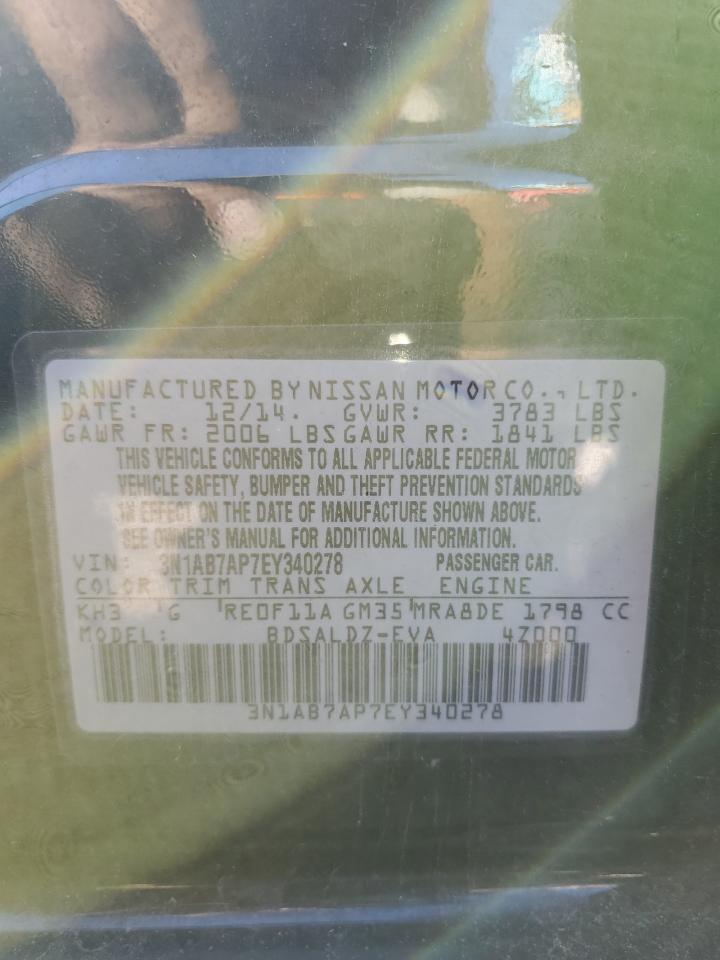 MANUFACTURED BY NISSAN MOTOR CO., LTD.
DATE: 12/14. GVWR: 3783 LBS
GAWR FR: 2006 LBS GAWR RR: 1841 LBS
THIS VEHICLE CONFORMS TO ALL APPLICABLE FEDERAL MOTOR
VEHICLE SAFETY, BUMPER AND THEFT PREVENTION STANDARDS
IN EFFECT ON THE DATE OF MANUFACTURE SHOWN ABOVE.
SEE OWNER'S MANUAL FOR ADDITIONAL INFORMATION.
VIN: 3N1AB7AP7EY340278 PASSENGER CAR.
COLOR TRIM TRANS AXLE ENGINE
KH3 G RE0F11A GM35 MRA8DE 1798 CC
MODEL: BDSALDZ-EVA 4Z000
3N1AB7AP7EY340278